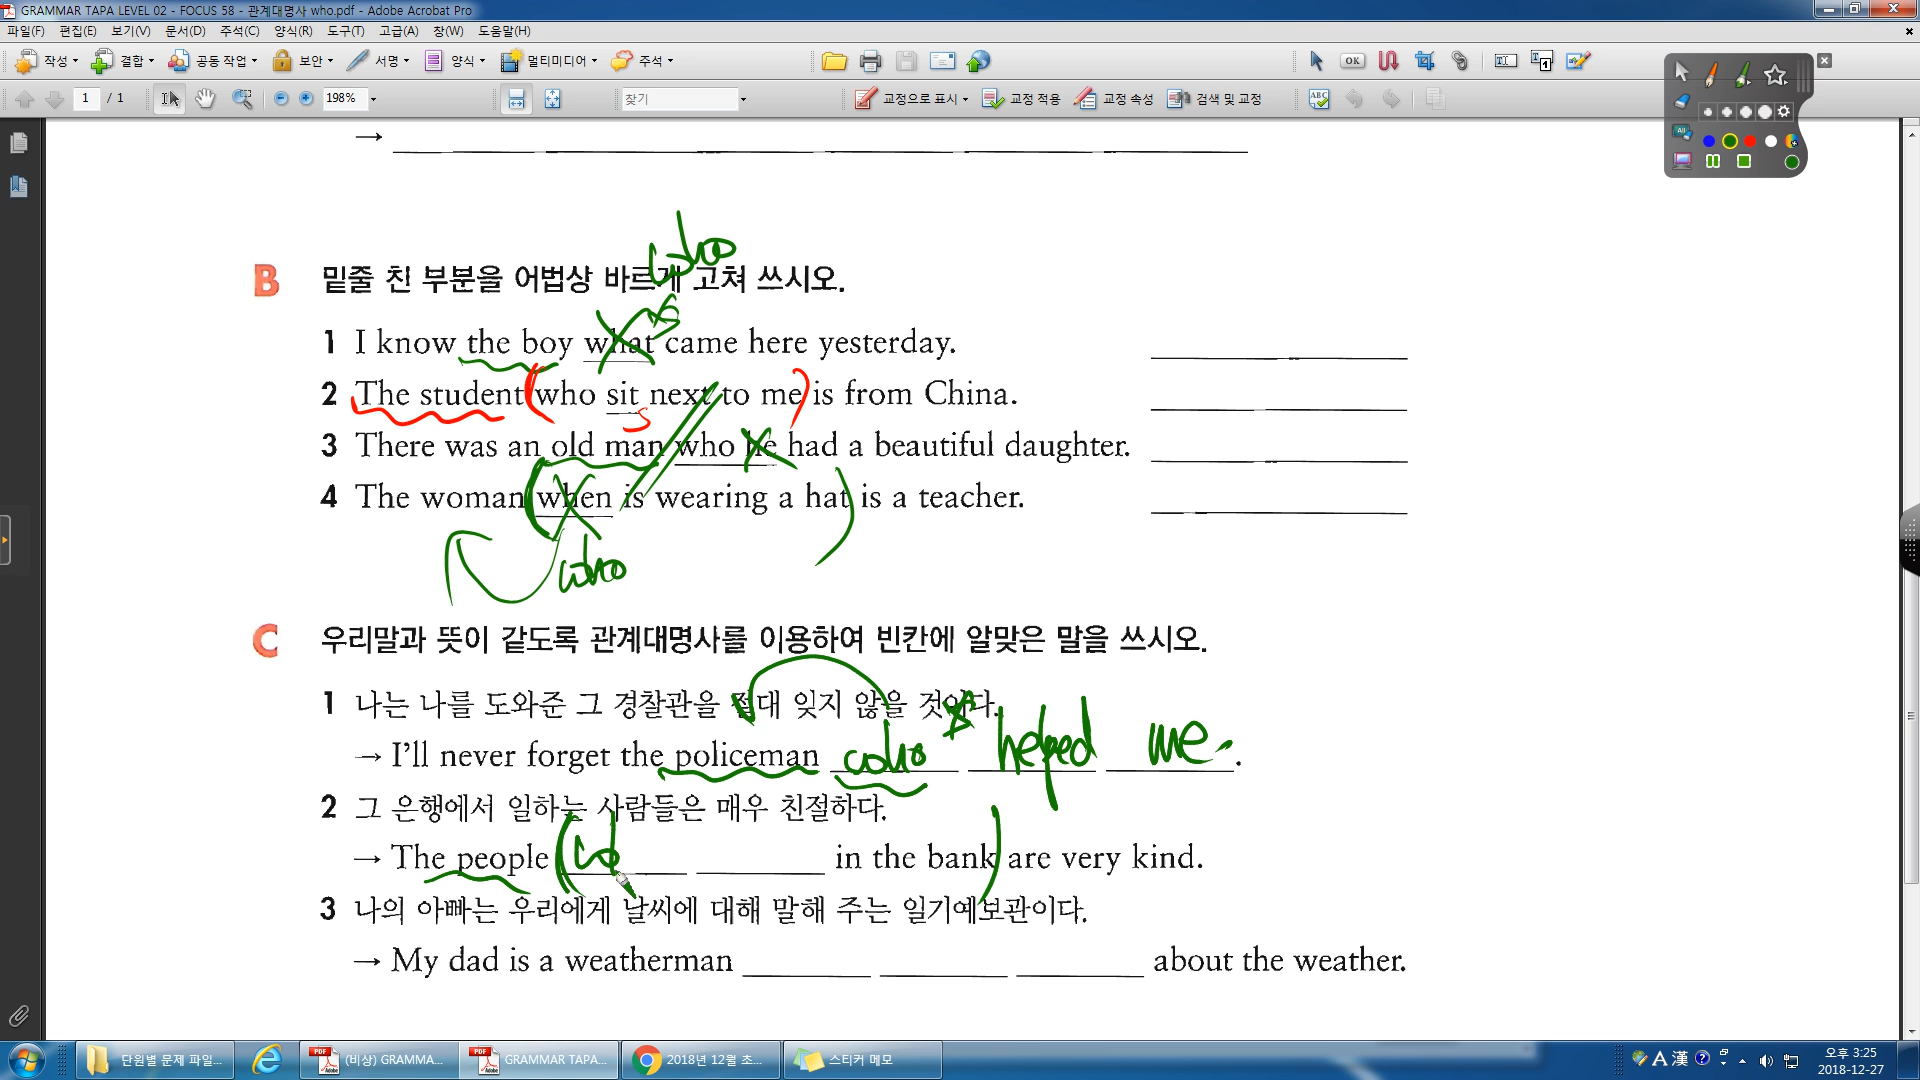 GRAMMAR TAPA LEVEL 02 - FOCUS 58 - 관계대명사 who.pdf - Adobe Acrobat Pro
파일(F) 편집(E) 보기(V) 문서(D) 주석(C) 양식(R) 도구(T) 고급(A) 창(W) 도움말(H)
작성 결합 공동 작업 보안 서명 양식 멀티미디어 주석 OK
1 / 1 198% 찾기 교정으로 표시 교정 적용 교정 속성 검색 및 교정 ABC
→
who
B 밑줄 친 부분을 어법상 바르게 고쳐 쓰시오.
1 I know the boy what came here yesterday.
2 The student (who sit next to me) is from China.
s
3 There was an old man who he had a beautiful daughter.
4 The woman (when is wearing a hat) is a teacher.
who
C 우리말과 뜻이 같도록 관계대명사를 이용하여 빈칸에 알맞은 말을 쓰시오.
1 나는 나를 도와준 그 경찰관을 절대 잊지 않을 것이다.
→ I'll never forget the policeman who helped me.
2 그 은행에서 일하는 사람들은 매우 친절하다.
→ The people (wh in the bank) are very kind.
3 나의 아빠는 우리에게 날씨에 대해 말해 주는 일기예보관이다.
→ My dad is a weatherman about the weather.
단원별 문제 파일... (비상) GRAMMA... GRAMMAR TAPA... 2018년 12월 초... 스티커 메모 A 漢 오후 3:25
2018-12-27